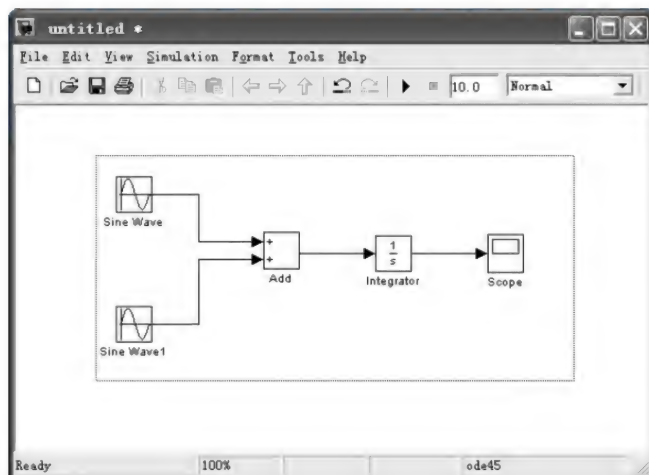 untitled *
File Edit View Simulation Format Tools Help
10.0 Normal
Sine Wave
+
+
Add
1
s
Integrator
Scope
Sine Wave1
Ready 100% ode45